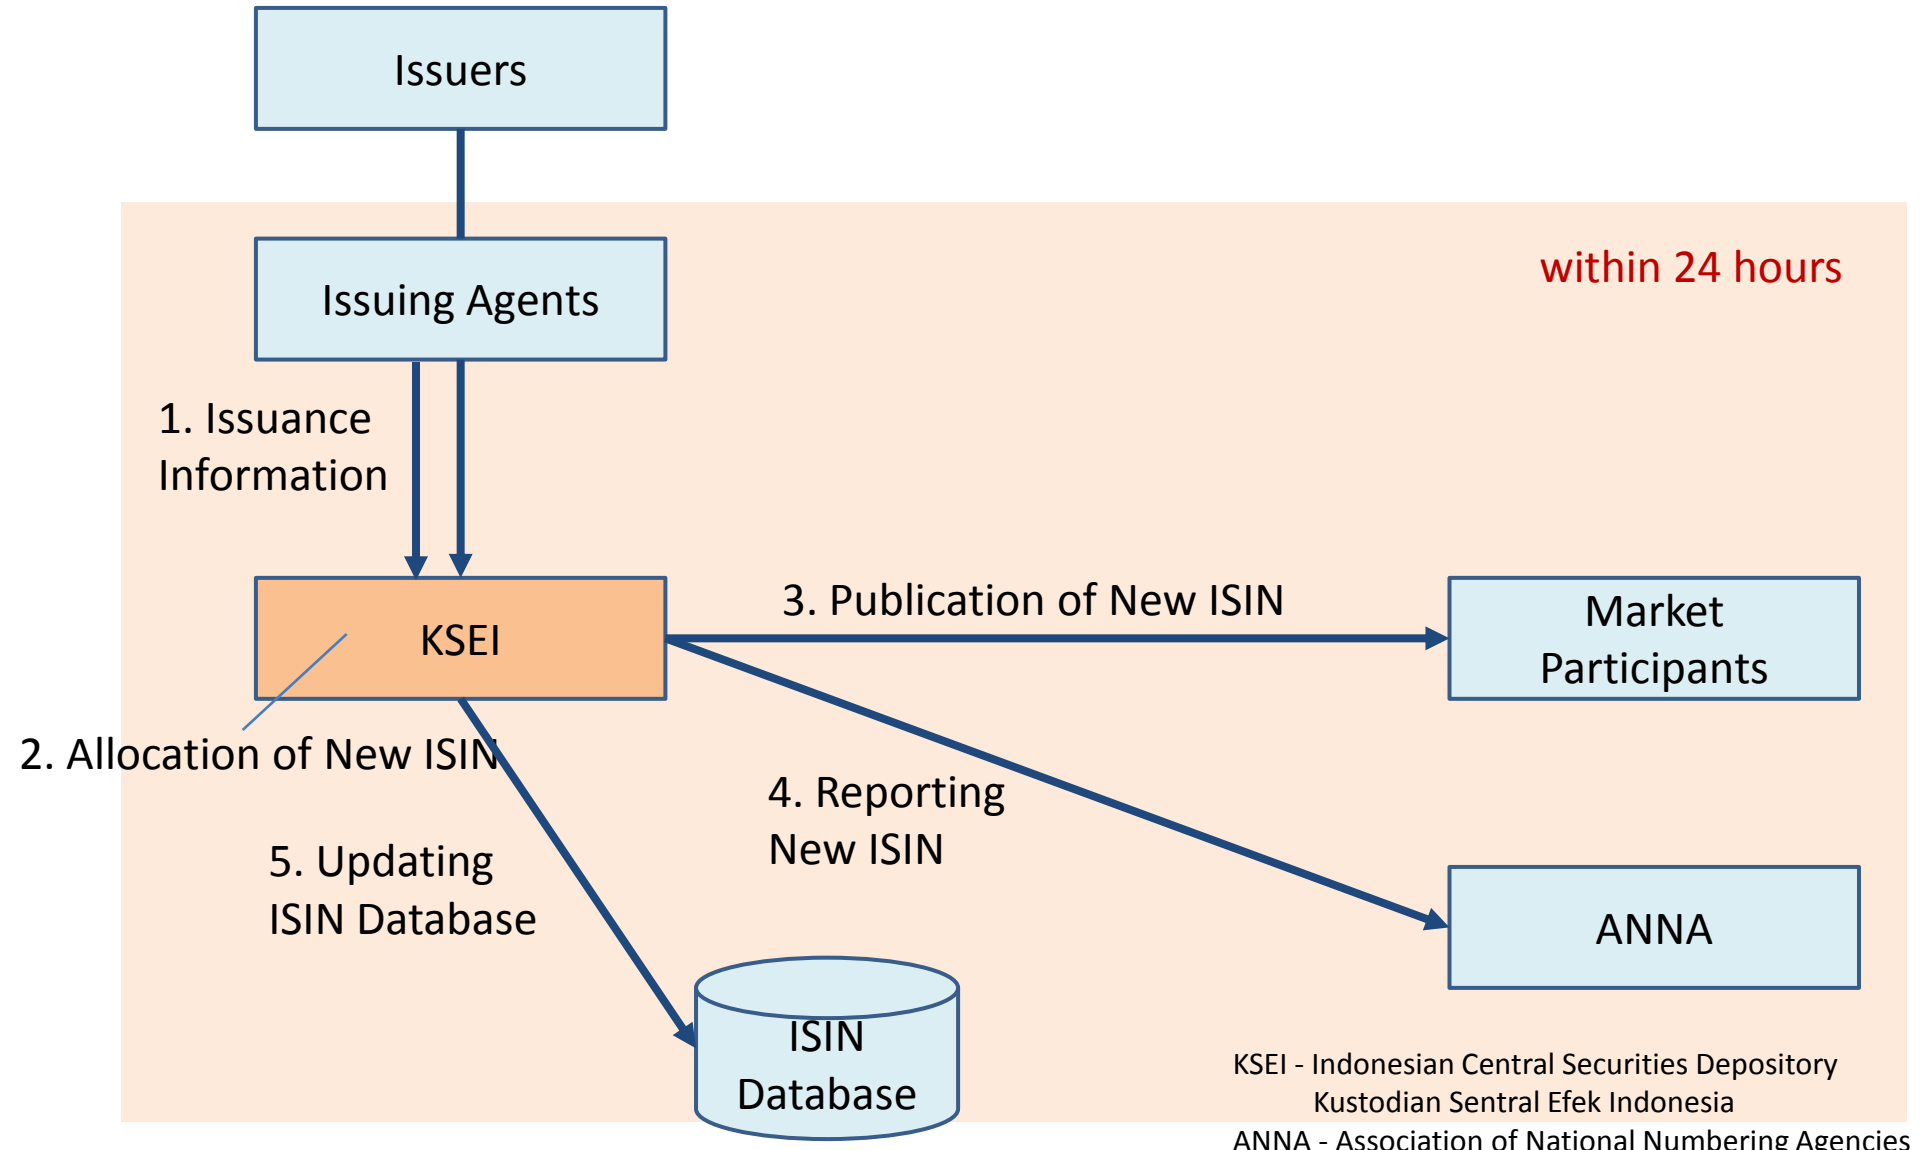 Issuers
Issuing Agents
within 24 hours
1. Issuance
Information
KSEI
3. Publication of New ISIN
Market
Participants
2. Allocation of New ISIN
4. Reporting
New ISIN
5. Updating
ISIN Database
ANNA
ISIN
Database
KSEI - Indonesian Central Securities Depository
Kustodian Sentral Efek Indonesia
ANNA - Association of National Numbering Agencies